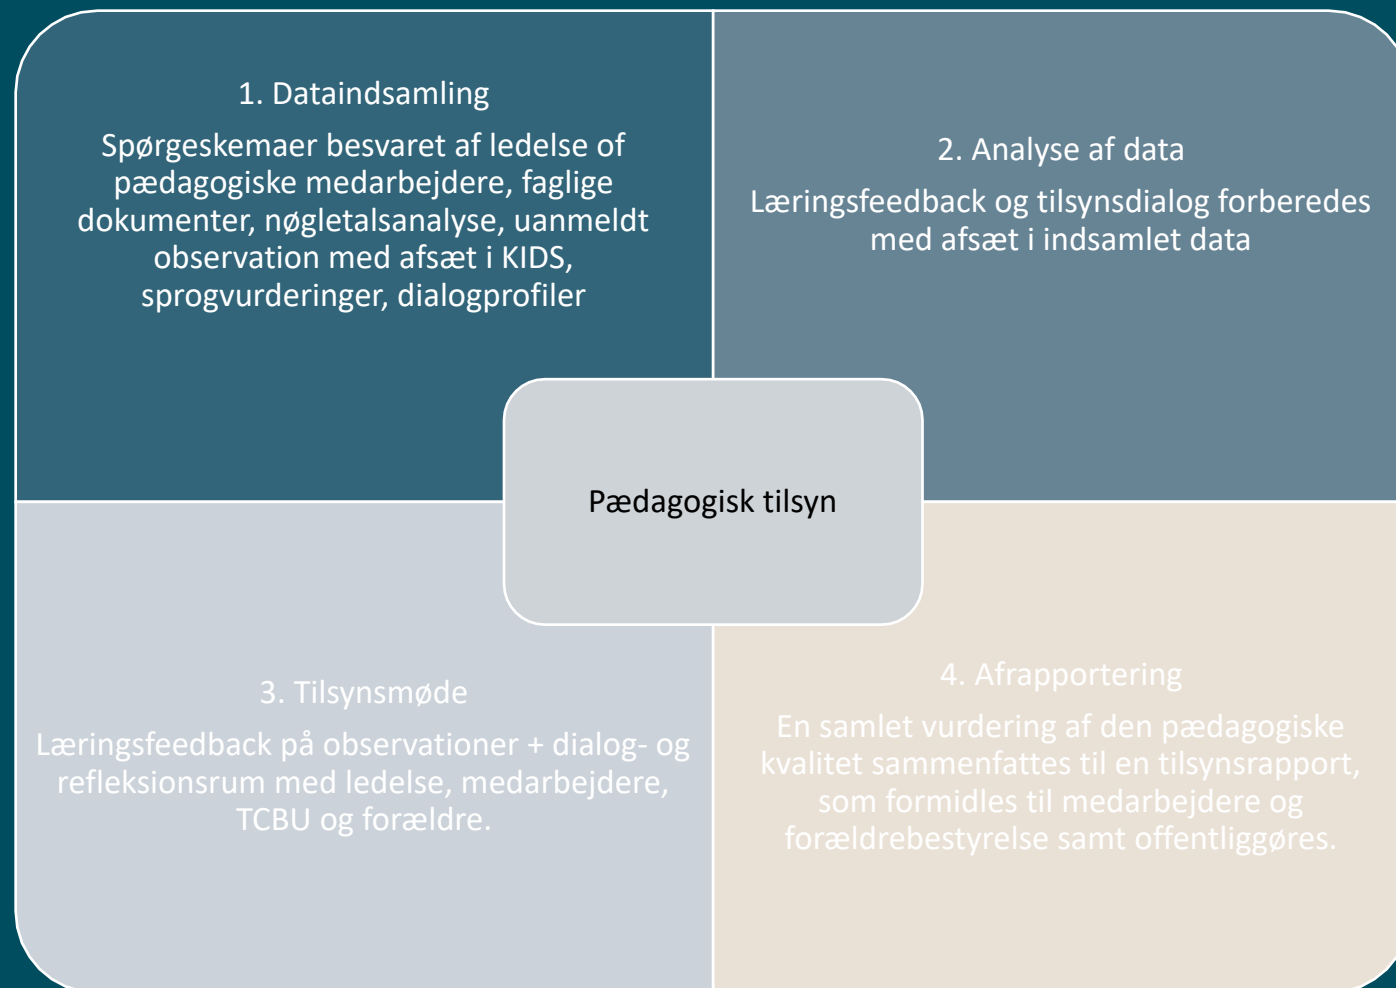 1. Dataindsamling
Spørgeskemaer besvaret af ledelse of
pædagogiske medarbejdere, faglige
dokumenter, nøgletalsanalyse, uanmeldt
observation med afsæt i KIDS,
sprogvurderinger, dialogprofiler
2. Analyse af data
Læringsfeedback og tilsynsdialog forberedes
med afsæt i indsamlet data
Pædagogisk tilsyn
3. Tilsynsmøde
Læringsfeedback på observationer + dialog- og
refleksionsrum med ledelse, medarbejdere,
TCBU og forældre.
4. Afrapportering
En samlet vurdering af den pædagogiske
kvalitet sammenfattes til en tilsynsrapport,
som formidles til medarbejdere og
forældrebestyrelse samt offentliggøres.